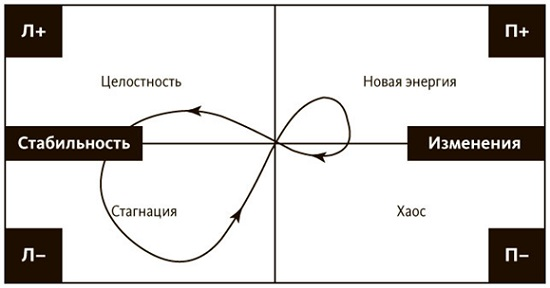 Л+
П+
Целостность
Новая энергия
Стабильность
Изменения
Стагнация
Хаос
Л–
П–